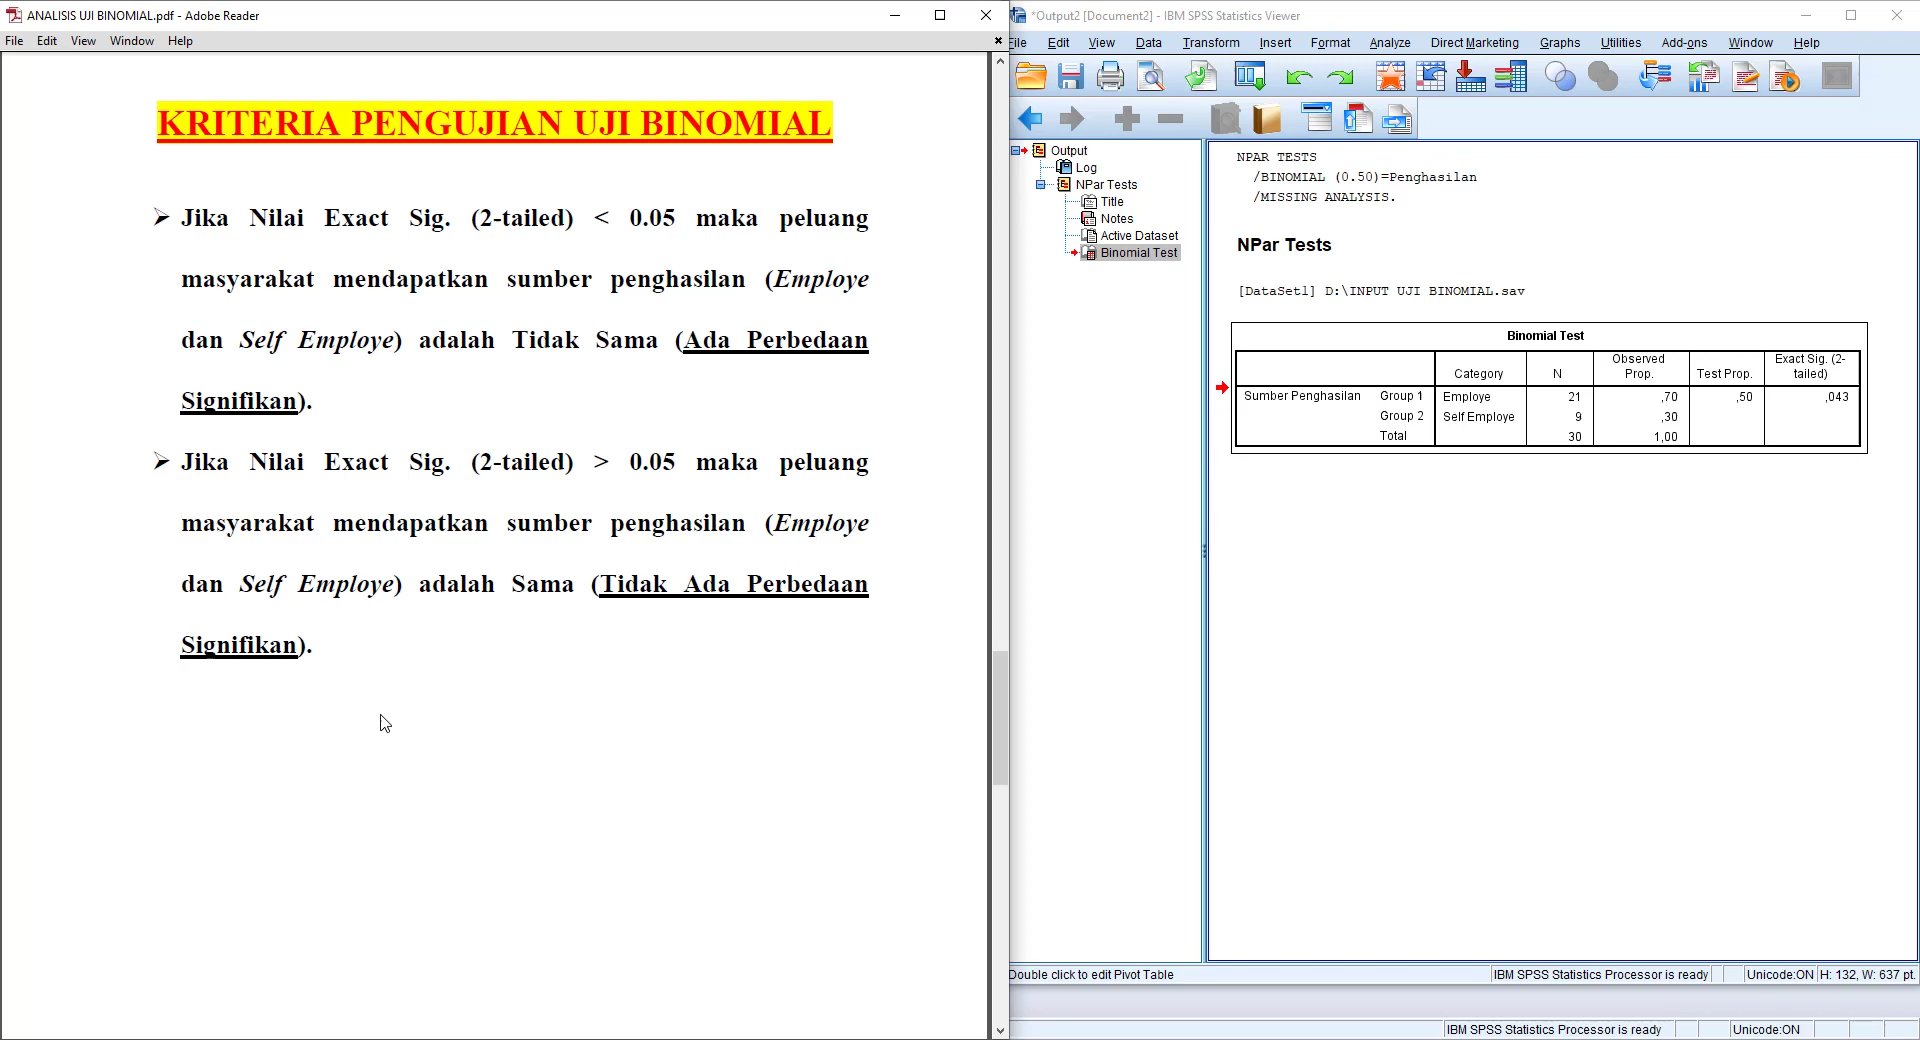 ANALISIS UJI BINOMIAL.pdf - Adobe Reader
File Edit View Window Help
KRITERIA PENGUJIAN UJI BINOMIAL
➢ Jika Nilai Exact Sig. (2-tailed) < 0.05 maka peluang
masyarakat mendapatkan sumber penghasilan (Employe
dan Self Employe) adalah Tidak Sama (Ada Perbedaan
Signifikan).
➢ Jika Nilai Exact Sig. (2-tailed) > 0.05 maka peluang
masyarakat mendapatkan sumber penghasilan (Employe
dan Self Employe) adalah Sama (Tidak Ada Perbedaan
Signifikan).
*Output2 [Document2] - IBM SPSS Statistics Viewer
File Edit View Data Transform Insert Format Analyze Direct Marketing Graphs Utilities Add-ons Window Help
Output
Log
NPar Tests
Title
Notes
Active Dataset
Binomial Test
NPAR TESTS
/BINOMIAL (0.50)=Penghasilan
/MISSING ANALYSIS.
NPar Tests
[DataSet1] D:\INPUT UJI BINOMIAL.sav
Binomial Test
Category N Observed Prop. Test Prop. Exact Sig. (2-tailed)
Sumber Penghasilan Group 1 Employe 21 ,70 ,50 ,043
Group 2 Self Employe 9 ,30
Total 30 1,00
Double click to edit Pivot Table IBM SPSS Statistics Processor is ready Unicode:ON H: 132, W: 637 pt.
IBM SPSS Statistics Processor is ready Unicode:ON